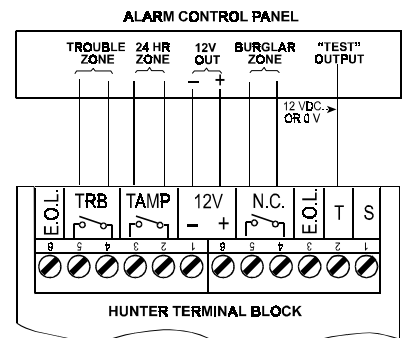 ALARM CONTROL PANEL
TROUBLE ZONE
24 HR ZONE
12V OUT
BURGLAR ZONE
"TEST" OUTPUT
− +
12 VDC. OR 0 V
E.O.L. TRB TAMP 12V N.C. E.O.L. T S
− +
6 5 4 3 2 1 6 5 4 3 2 1
HUNTER TERMINAL BLOCK